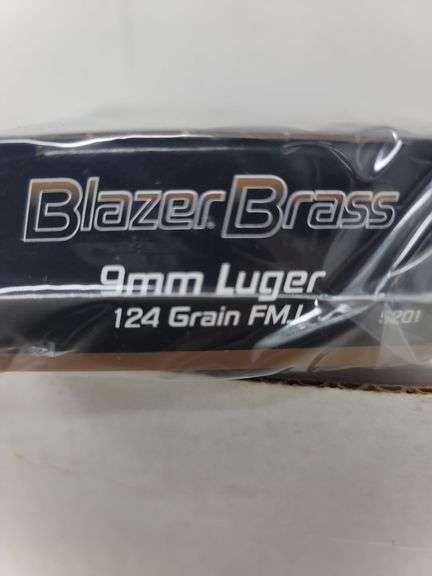 Blazer® Brass
9mm Luger
124 Grain FMJ 5201